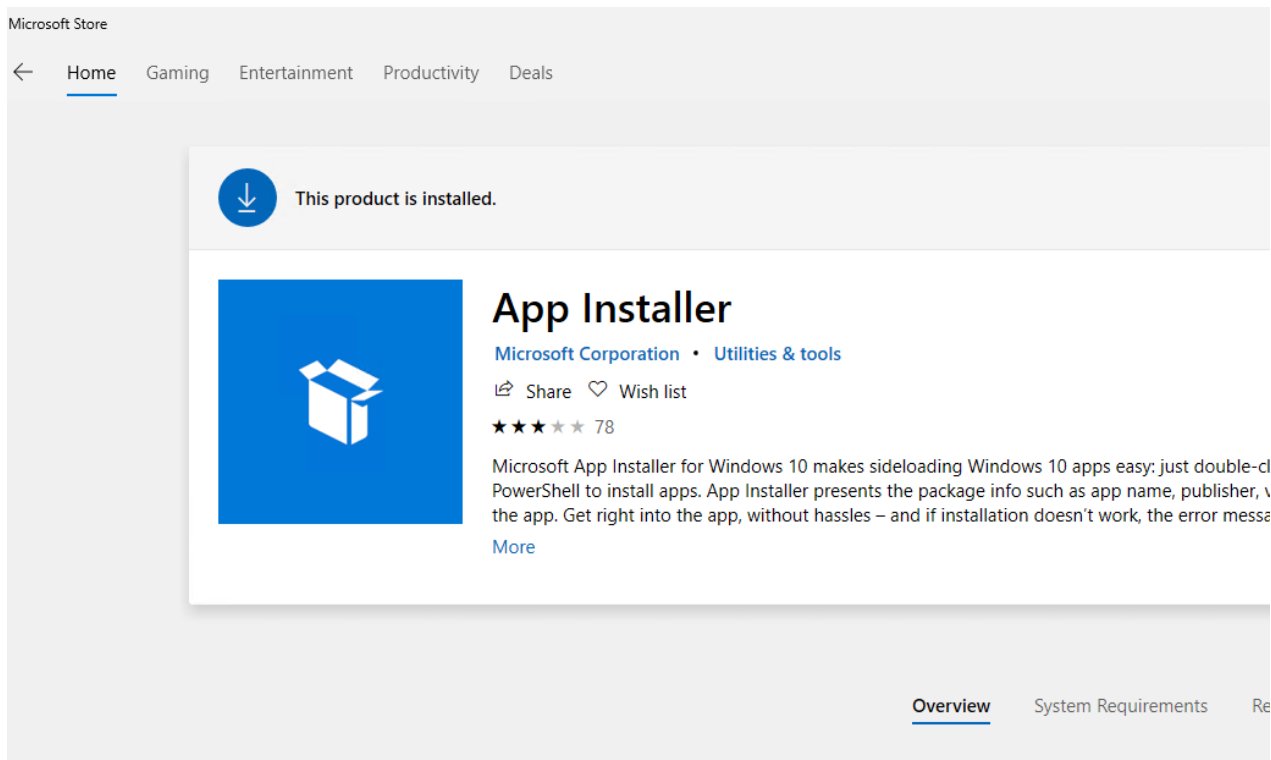 Microsoft Store
Home Gaming Entertainment Productivity Deals
This product is installed.
App Installer
Microsoft Corporation • Utilities & tools
Share Wish list
78
Microsoft App Installer for Windows 10 makes sideloading Windows 10 apps easy: just double-cl
PowerShell to install apps. App Installer presents the package info such as app name, publisher, v
the app. Get right into the app, without hassles – and if installation doesn't work, the error messa
More
Overview System Requirements Re